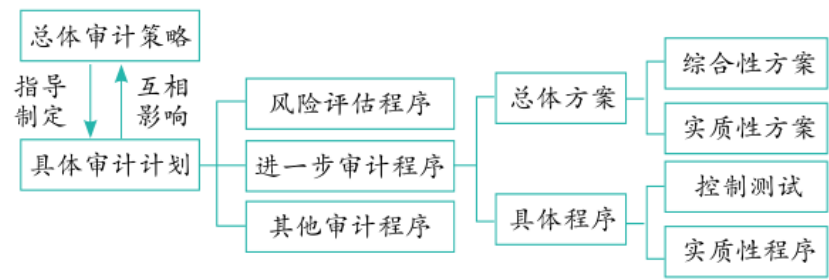 总体审计策略
指导
制定
互相
影响
具体审计计划
风险评估程序
进一步审计程序
其他审计程序
总体方案
具体程序
综合性方案
实质性方案
控制测试
实质性程序